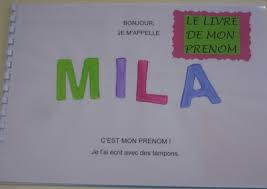 BONJOUR,
JE M'APPELLE
LE LIVRE
DE MON
PRENOM
MILA
C'EST MON PRENOM !
Je l'ai écrit avec des tampons.